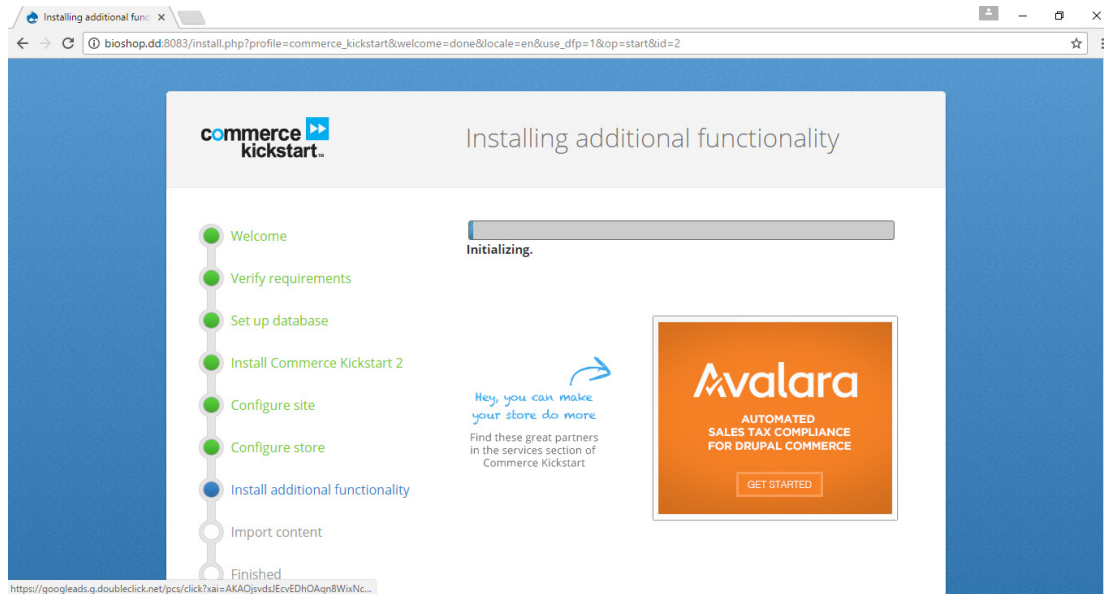 Installing additional func
bioshop.dd:8083/install.php?profile=commerce_kickstart&welcome=done&locale=en&use_dfp=1&op=start&id=2
commerce
kickstart™
Installing additional functionality
Welcome
Verify requirements
Set up database
Install Commerce Kickstart 2
Configure site
Configure store
Install additional functionality
Import content
Finished
Initializing.
Hey, you can make
your store do more
Find these great partners
in the services section of
Commerce Kickstart
Avalara
AUTOMATED
SALES TAX COMPLIANCE
FOR DRUPAL COMMERCE
GET STARTED
https://googleads.g.doubleclick.net/pcs/click?xai=AKAOjsvdsJEcvEDhOAqn8WixNc...